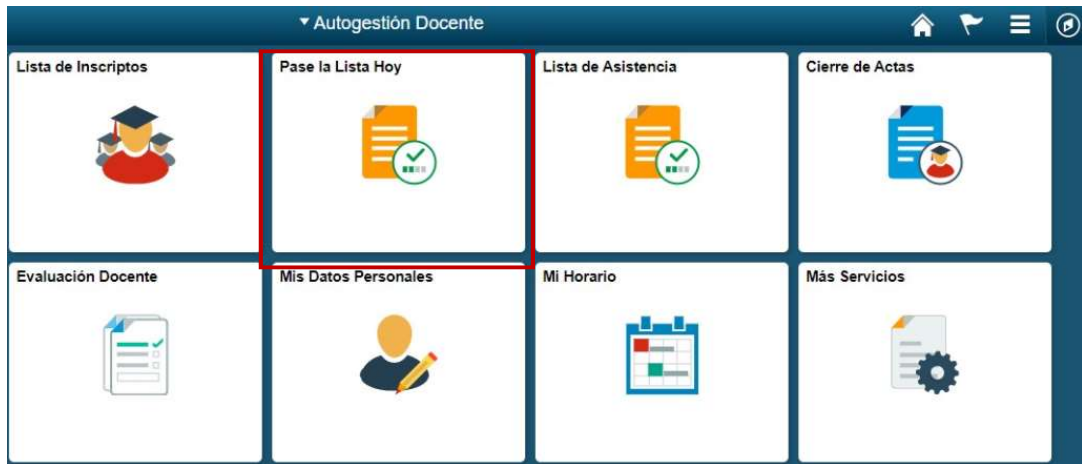 Autogestión Docente
Lista de Inscriptos
Pase la Lista Hoy
Lista de Asistencia
Cierre de Actas
Evaluación Docente
Mis Datos Personales
Mi Horario
Más Servicios